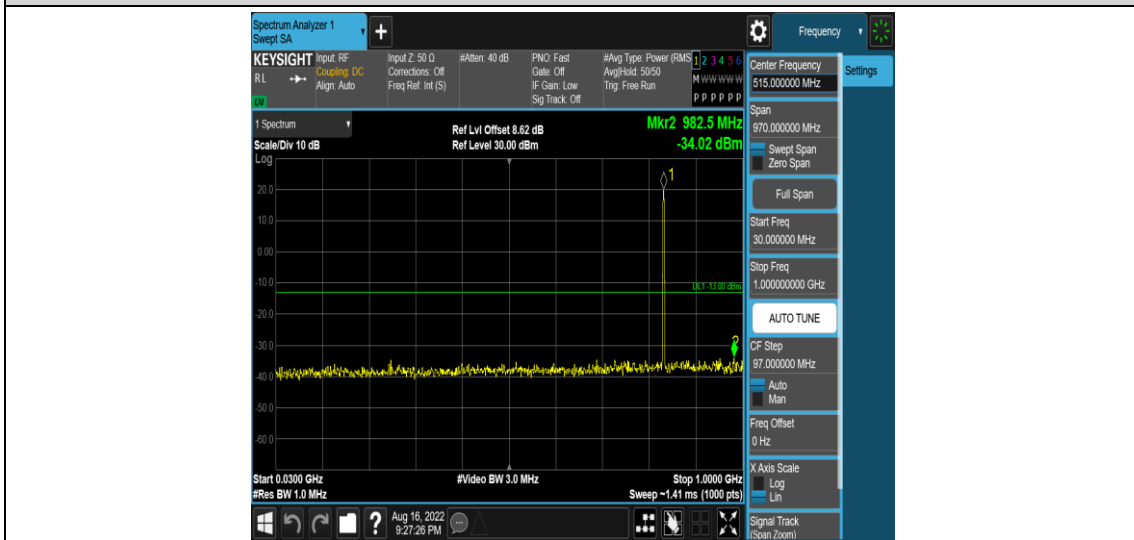 Spectrum Analyzer 1
Swept SA
+
Frequency
KEYSIGHT
RL
LXI
Input: RF
Coupling: DC
Align: Auto
Input Z: 50 Ω
Corrections: Off
Freq Ref: Int (S)
#Atten: 40 dB
PNO: Fast
Gate: Off
IF Gain: Low
Sig Track: Off
#Avg Type: Power (RMS
Avg|Hold: 50/50
Trig: Free Run
1 2 3 4 5 6
M W W W W W
P P P P P P
1 Spectrum
Scale/Div 10 dB
Log
Ref Lvl Offset 8.62 dB
Ref Level 30.00 dBm
Mkr2 982.5 MHz
-34.02 dBm
1
20.0
10.0
0.00
-10.0
DL1 -13.00 dBm
-20.0
-30.0
2
-40.0
-50.0
-60.0
Start 0.0300 GHz
#Res BW 1.0 MHz
#Video BW 3.0 MHz
Stop 1.0000 GHz
Sweep ~1.41 ms (1000 pts)
?
Aug 16, 2022
9:27:26 PM
Center Frequency
515.000000 MHz
Settings
Span
970.000000 MHz
Swept Span
Zero Span
Full Span
Start Freq
30.000000 MHz
Stop Freq
1.000000000 GHz
AUTO TUNE
CF Step
97.000000 MHz
Auto
Man
Freq Offset
0 Hz
X Axis Scale
Log
Lin
Signal Track
(Span Zoom)